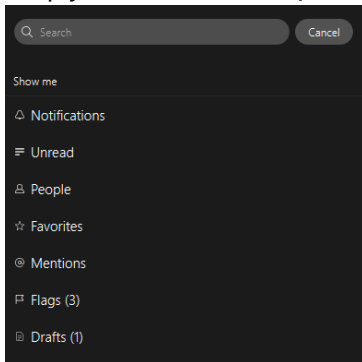 Search
Cancel
Show me
Notifications
Unread
People
Favorites
Mentions
Flags (3)
Drafts (1)